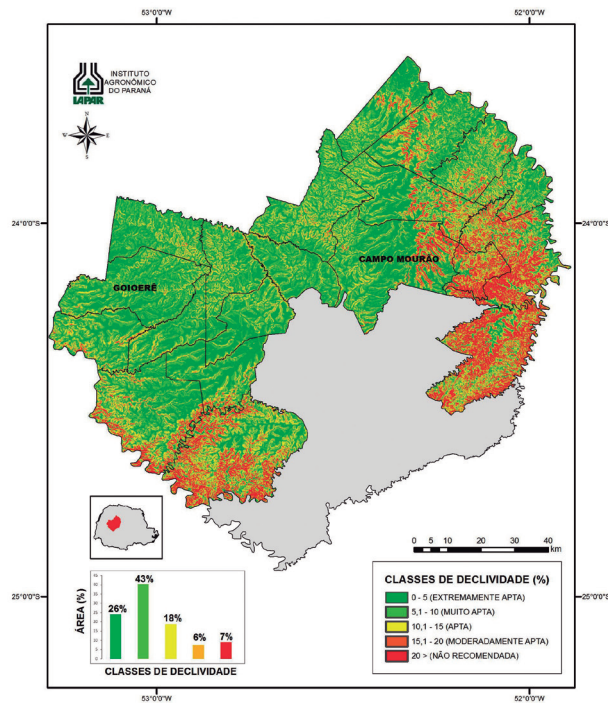 53°0'0"W
52°0'0"W
INSTITUTO
AGRONÔMICO
DO PARANÁ
IAPAR
N
W
E
S
24°0'0"S
24°0'0"S
CAMPO MOURÃO
GOIOERÊ
0
5
10
20
30
40
km
25°0'0"S
25°0'0"S
CLASSES DE DECLIVIDADE (%)
0 - 5 (EXTREMAMENTE APTA)
5,1 - 10 (MUITO APTA)
10,1 - 15 (APTA)
15,1 - 20 (MODERADAMENTE APTA)
20 > (NÃO RECOMENDADA)
ÁREA (%)
26%
43%
18%
6%
7%
CLASSES DE DECLIVIDADE
53°0'0"W
52°0'0"W